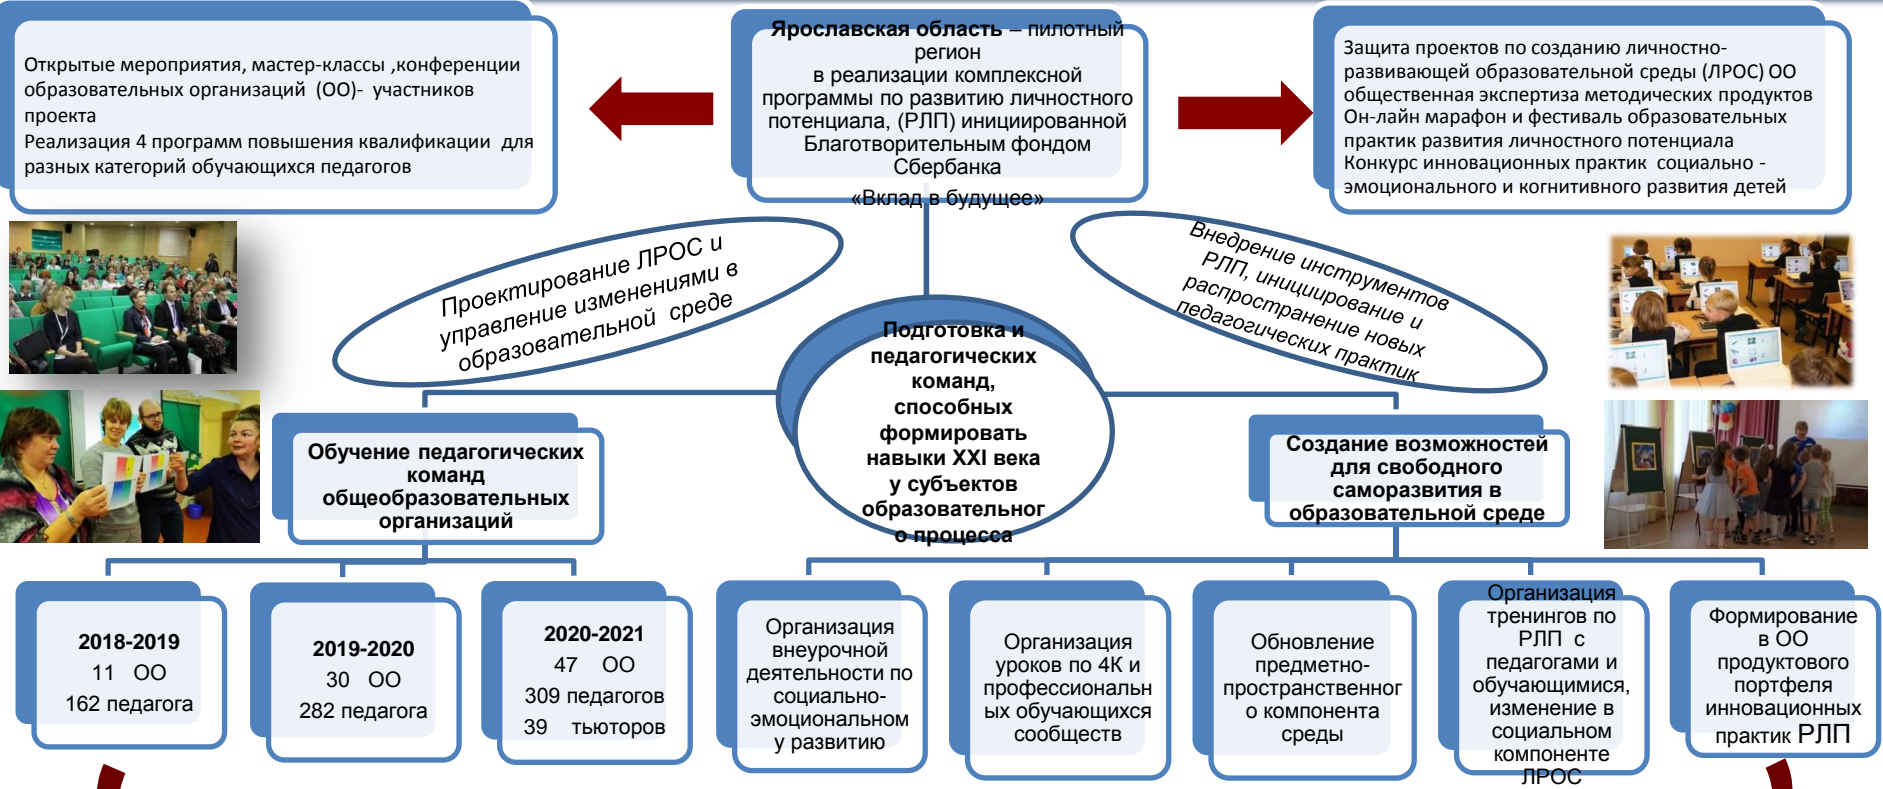 Открытые мероприятия, мастер-классы ,конференции
образовательных организаций (ОО)- участников
проекта
Реализация 4 программ повышения квалификации для
разных категорий обучающихся педагогов
Ярославская область – пилотный
регион
в реализации комплексной
программы по развитию личностного
потенциала, (РЛП) инициированной
Благотворительным фондом
Сбербанка
«Вклад в будущее»
Защита проектов по созданию личностно-
развивающей образовательной среды (ЛРОС) ОО
общественная экспертиза методических продуктов
Он-лайн марафон и фестиваль образовательных
практик развития личностного потенциала
Конкурс инновационных практик социально -
эмоционального и когнитивного развития детей
Проектирование ЛРОС и
управление изменениями в
образовательной среде
Внедрение инструментов
РЛП, инициирование и
распространение новых
педагогических практик
Подготовка и
педагогических
команд,
способных
формировать
навыки XXI века
у субъектов
образовательног
о процесса
Обучение педагогических
команд
общеобразовательных
организаций
Создание возможностей
для свободного
саморазвития в
образовательной среде
2018-2019
11 ОО
162 педагога
2019-2020
30 ОО
282 педагога
2020-2021
47 ОО
309 педагогов
39 тьюторов
Организация
внеурочной
деятельности по
социально-
эмоциональном
у развитию
Организация
уроков по 4К и
профессиональн
ых обучающихся
сообществ
Обновление
предметно-
пространственног
о компонента
среды
Организация
тренингов по
РЛП с
педагогами и
обучающимися,
изменение в
социальном
компоненте
ЛРОС
Формирование
в ОО
продуктового
портфеля
инновационных
практик РЛП